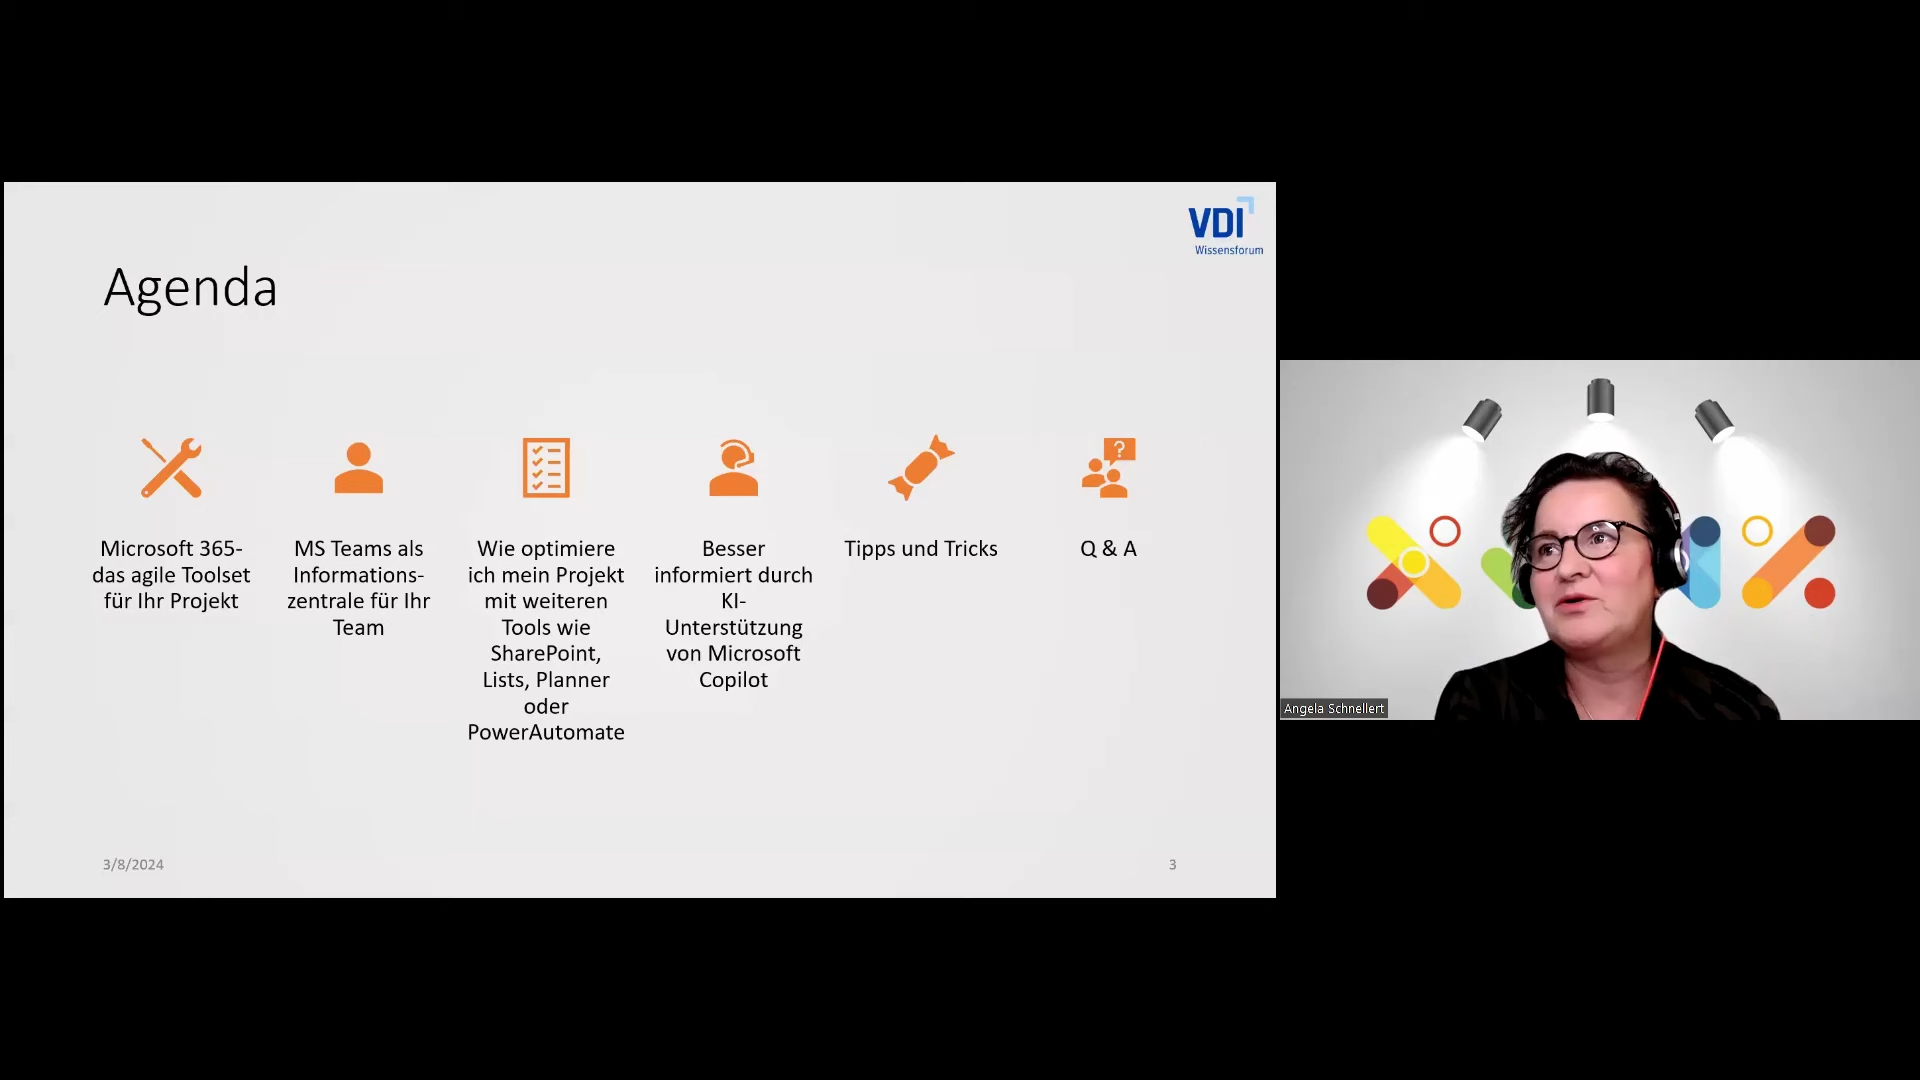 VDI
Wissensforum
Agenda
Microsoft 365-
das agile Toolset
für Ihr Projekt
MS Teams als
Informations-
zentrale für Ihr
Team
Wie optimiere
ich mein Projekt
mit weiteren
Tools wie
SharePoint,
Lists, Planner
oder
PowerAutomate
Besser
informiert durch
KI-
Unterstützung
von Microsoft
Copilot
Tipps und Tricks
?
Q & A
3/8/2024
3
Angela Schnellert